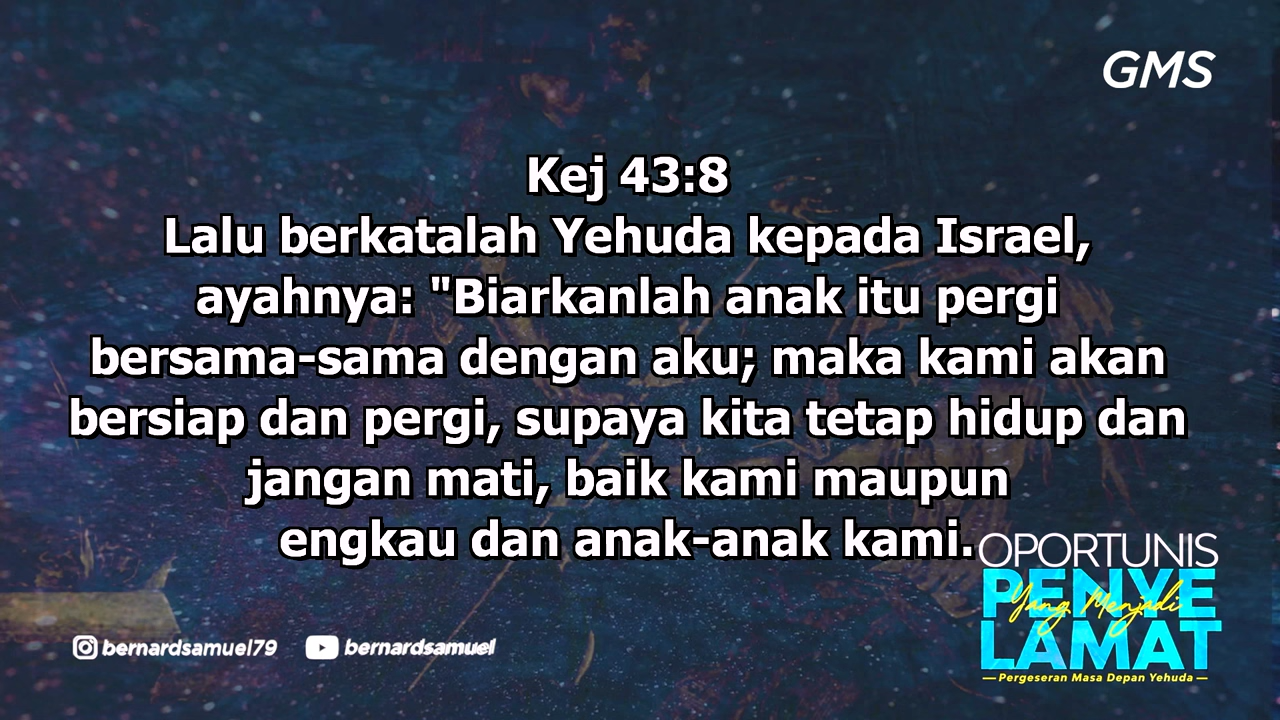 GMS
Kej 43:8
Lalu berkatalah Yehuda kepada Israel,
ayahnya: "Biarkanlah anak itu pergi
bersama-sama dengan aku; maka kami akan
bersiap dan pergi, supaya kita tetap hidup dan
jangan mati, baik kami maupun
engkau dan anak-anak kami.
OPORTUNIS
Yang Menjadi
PENYE
LAMAT
—Pergeseran Masa Depan Yehuda—
bernardsamuel79
bernardsamuel